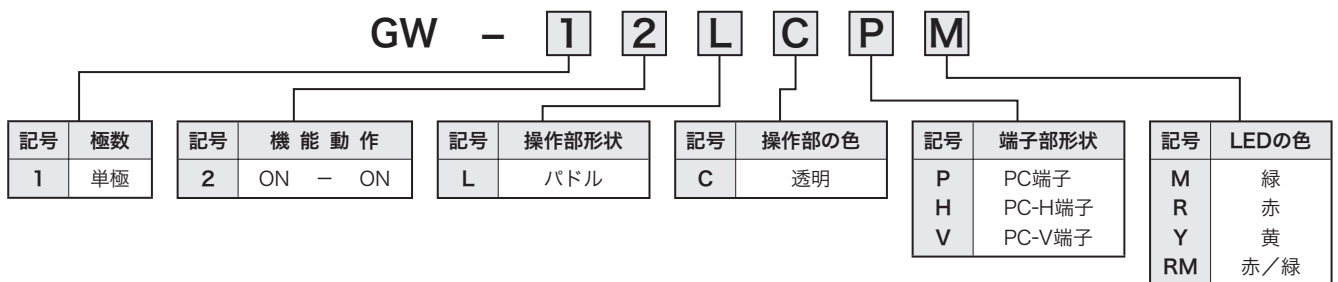 GW － 1 2 L C P M
記号 極数
1 単極
記号 機能動作
2 ON － ON
記号 操作部形状
L パドル
記号 操作部の色
C 透明
記号 端子部形状
P PC端子
H PC-H端子
V PC-V端子
記号 LEDの色
M 緑
R 赤
Y 黄
RM 赤／緑